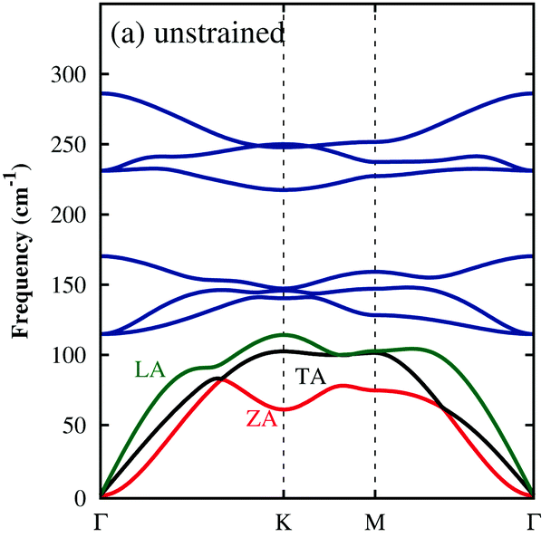 (a) unstrained
300
250
200
150
100
50
0
Frequency (cm⁻¹)
LA
TA
ZA
Γ K M Γ